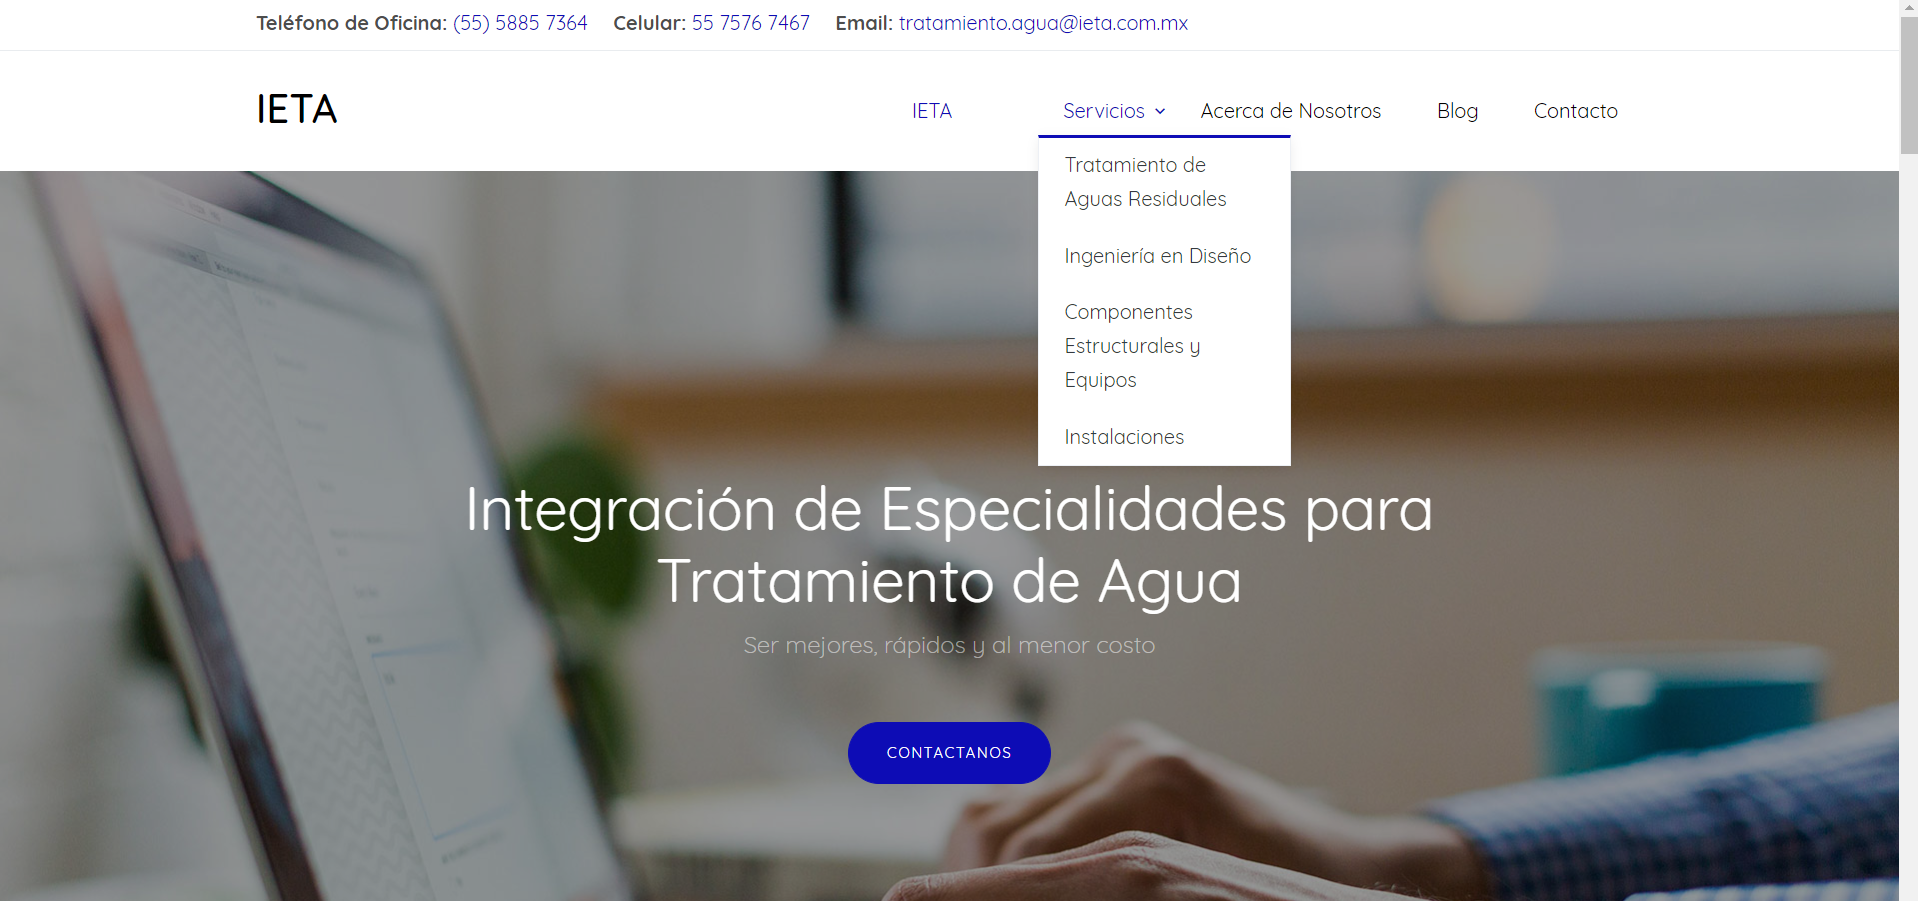 Teléfono de Oficina: (55) 5885 7364 Celular: 55 7576 7467 Email: tratamiento.agua@ieta.com.mx
IETA
IETA Servicios Acerca de Nosotros Blog Contacto
Tratamiento de
Aguas Residuales
Ingeniería en Diseño
Componentes
Estructurales y
Equipos
Instalaciones
Integración de Especialidades para
Tratamiento de Agua
Ser mejores, rápidos y al menor costo
CONTACTANOS